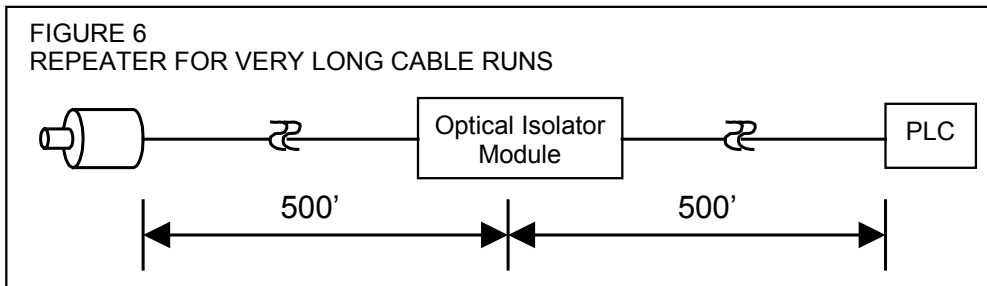 FIGURE 6
REPEATER FOR VERY LONG CABLE RUNS
Optical Isolator
Module
PLC
500’
500’